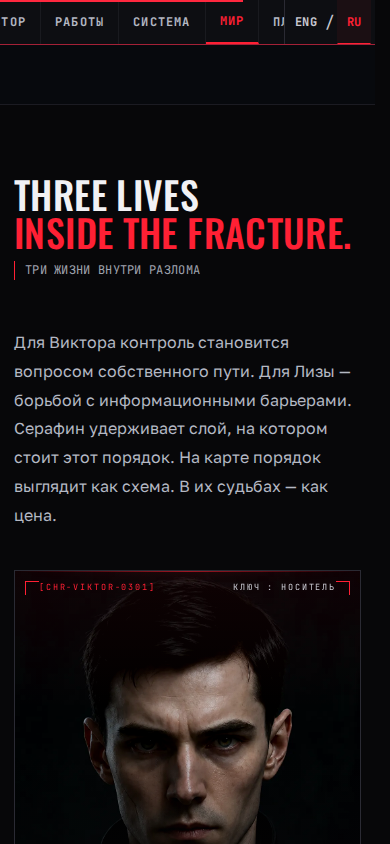 ТОР РАБОТЫ СИСТЕМА МИР ПЛ ENG / RU
THREE LIVES
INSIDE THE FRACTURE.
ТРИ ЖИЗНИ ВНУТРИ РАЗЛОМА
Для Виктора контроль становится
вопросом собственного пути. Для Лизы —
борьбой с информационными барьерами.
Серафин удерживает слой, на котором
стоит этот порядок. На карте порядок
выглядит как схема. В их судьбах — как
цена.
[CHR-VIKTOR-0301] КЛЮЧ : НОСИТЕЛЬ